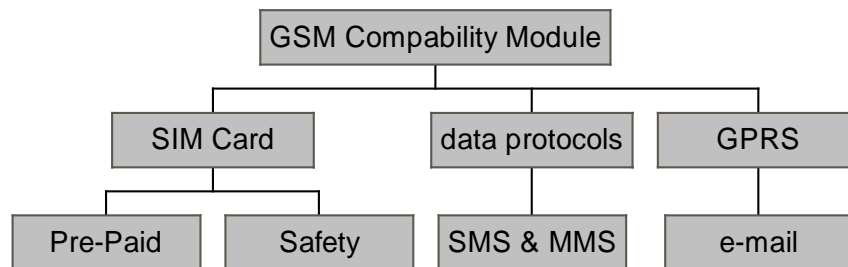 GSM Compability Module
SIM Card
data protocols
GPRS
Pre-Paid
Safety
SMS & MMS
e-mail